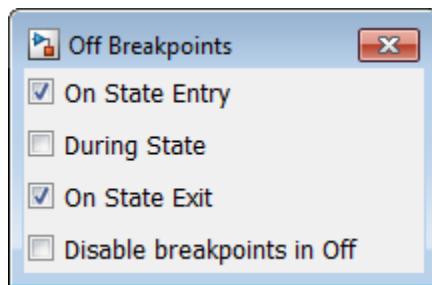 Off Breakpoints
On State Entry
During State
On State Exit
Disable breakpoints in Off